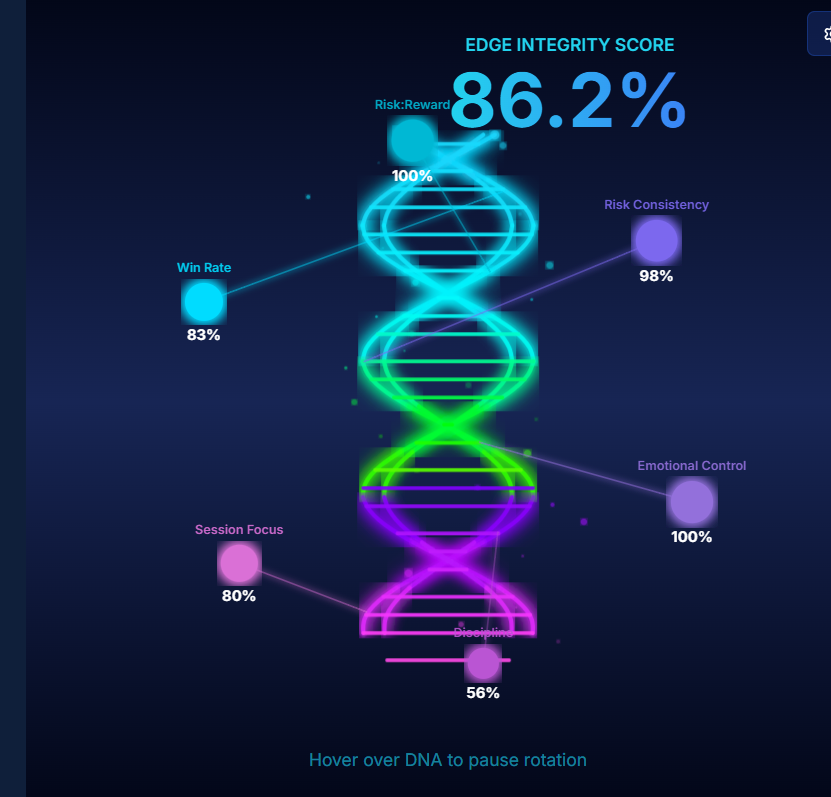 EDGE INTEGRITY SCORE
86.2%
Risk:Reward
100%
Risk Consistency
98%
Win Rate
83%
Emotional Control
100%
Session Focus
80%
Discipline
56%
Hover over DNA to pause rotation